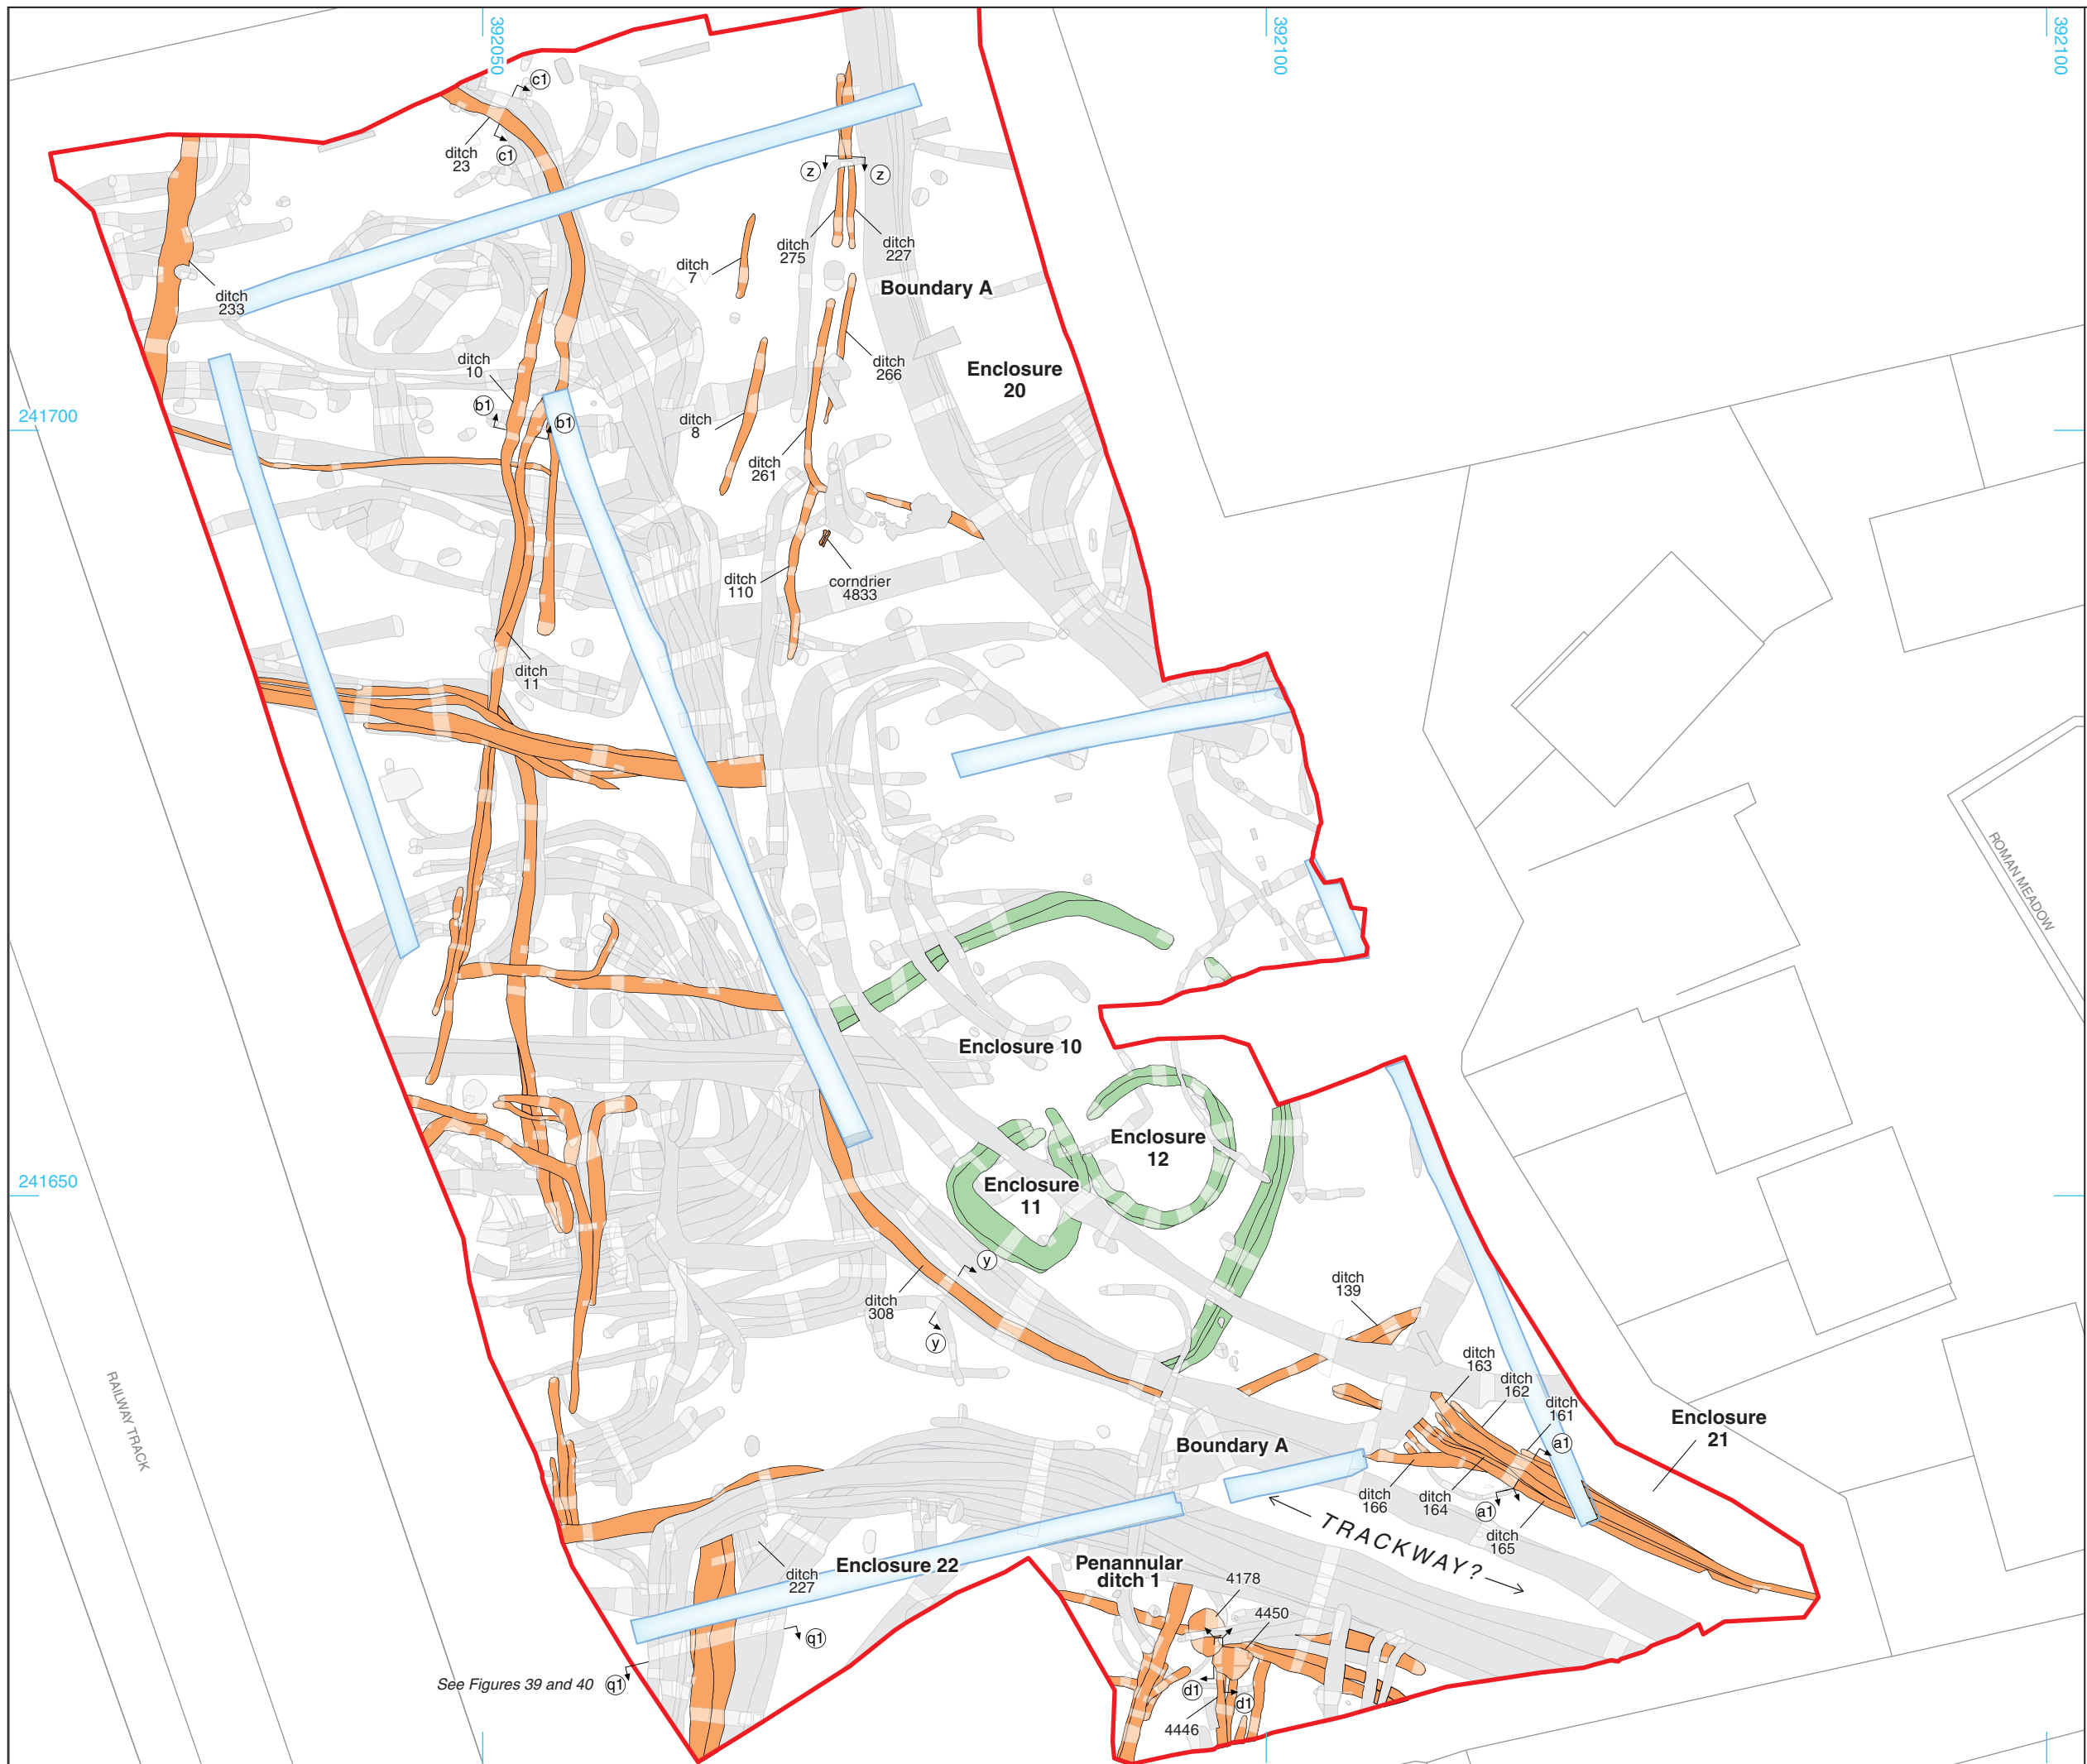 392050
392100
392100
c1
ditch
23
c1
z
z
ditch
275
ditch
227
ditch
7
Boundary A
ditch
233
ditch
10
ditch
266
Enclosure
20
b1
b1
241700
ditch
8
ditch
261
ditch
110
corndrier
4833
ditch
11
ROMAN MEADOW
Enclosure 10
Enclosure
12
Enclosure
11
241650
y
ditch
308
y
ditch
139
ditch
163
ditch
162
ditch
161
Enclosure
21
RAILWAY TRACK
Boundary A
a1
ditch
166
ditch
164
a1
ditch
165
TRACKWAY?
Enclosure 22
ditch
227
Penannular
ditch 1
4178
4450
q1
See Figures 39 and 40
q1
d1
d1
4446